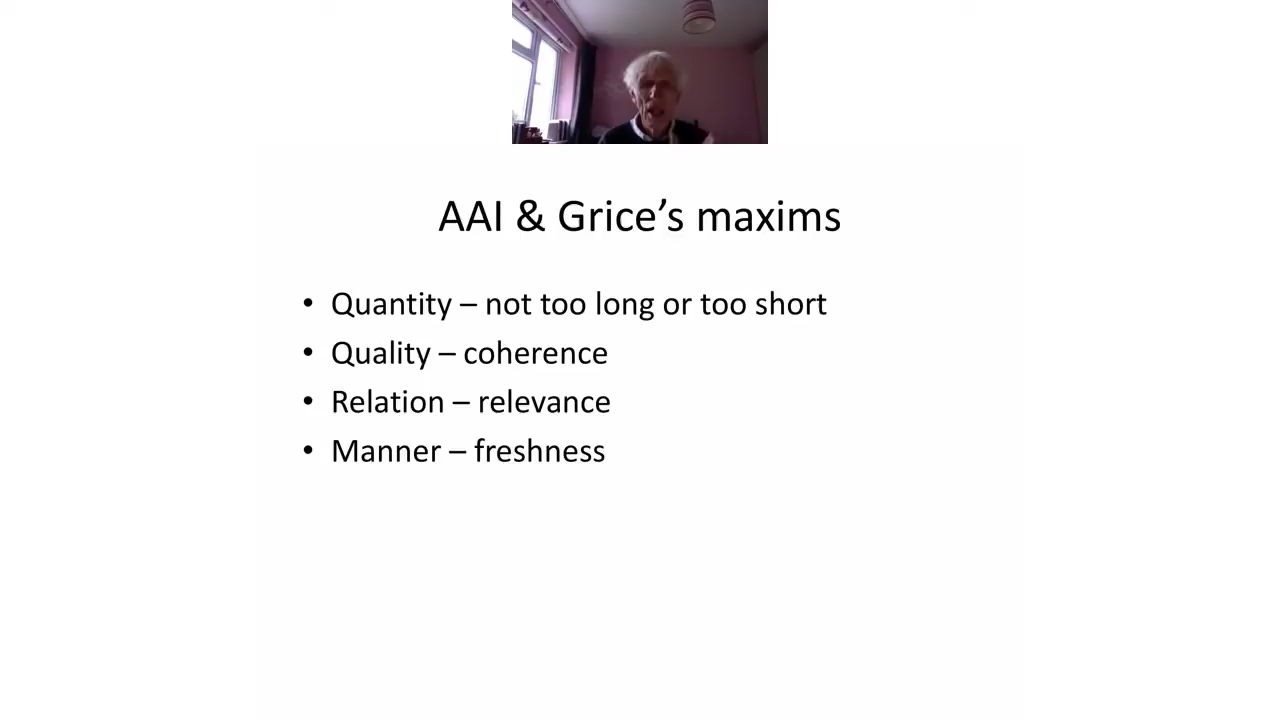 AAI & Grice’s maxims
• Quantity – not too long or too short
• Quality – coherence
• Relation – relevance
• Manner – freshness